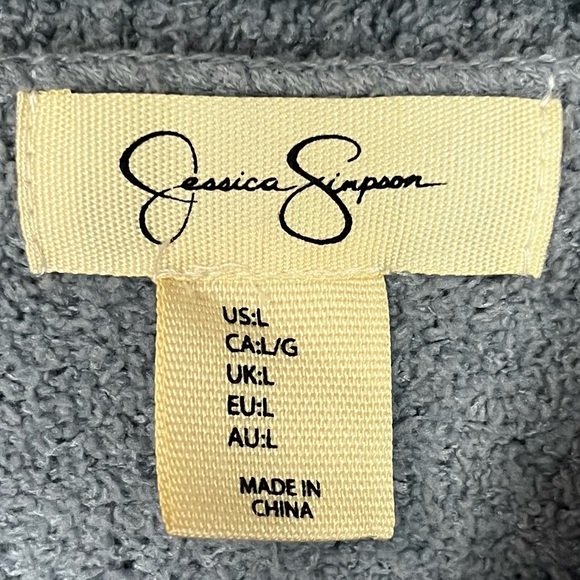 Jessica Simpson
US:L
CA:L/G
UK:L
EU:L
AU:L
MADE IN
CHINA